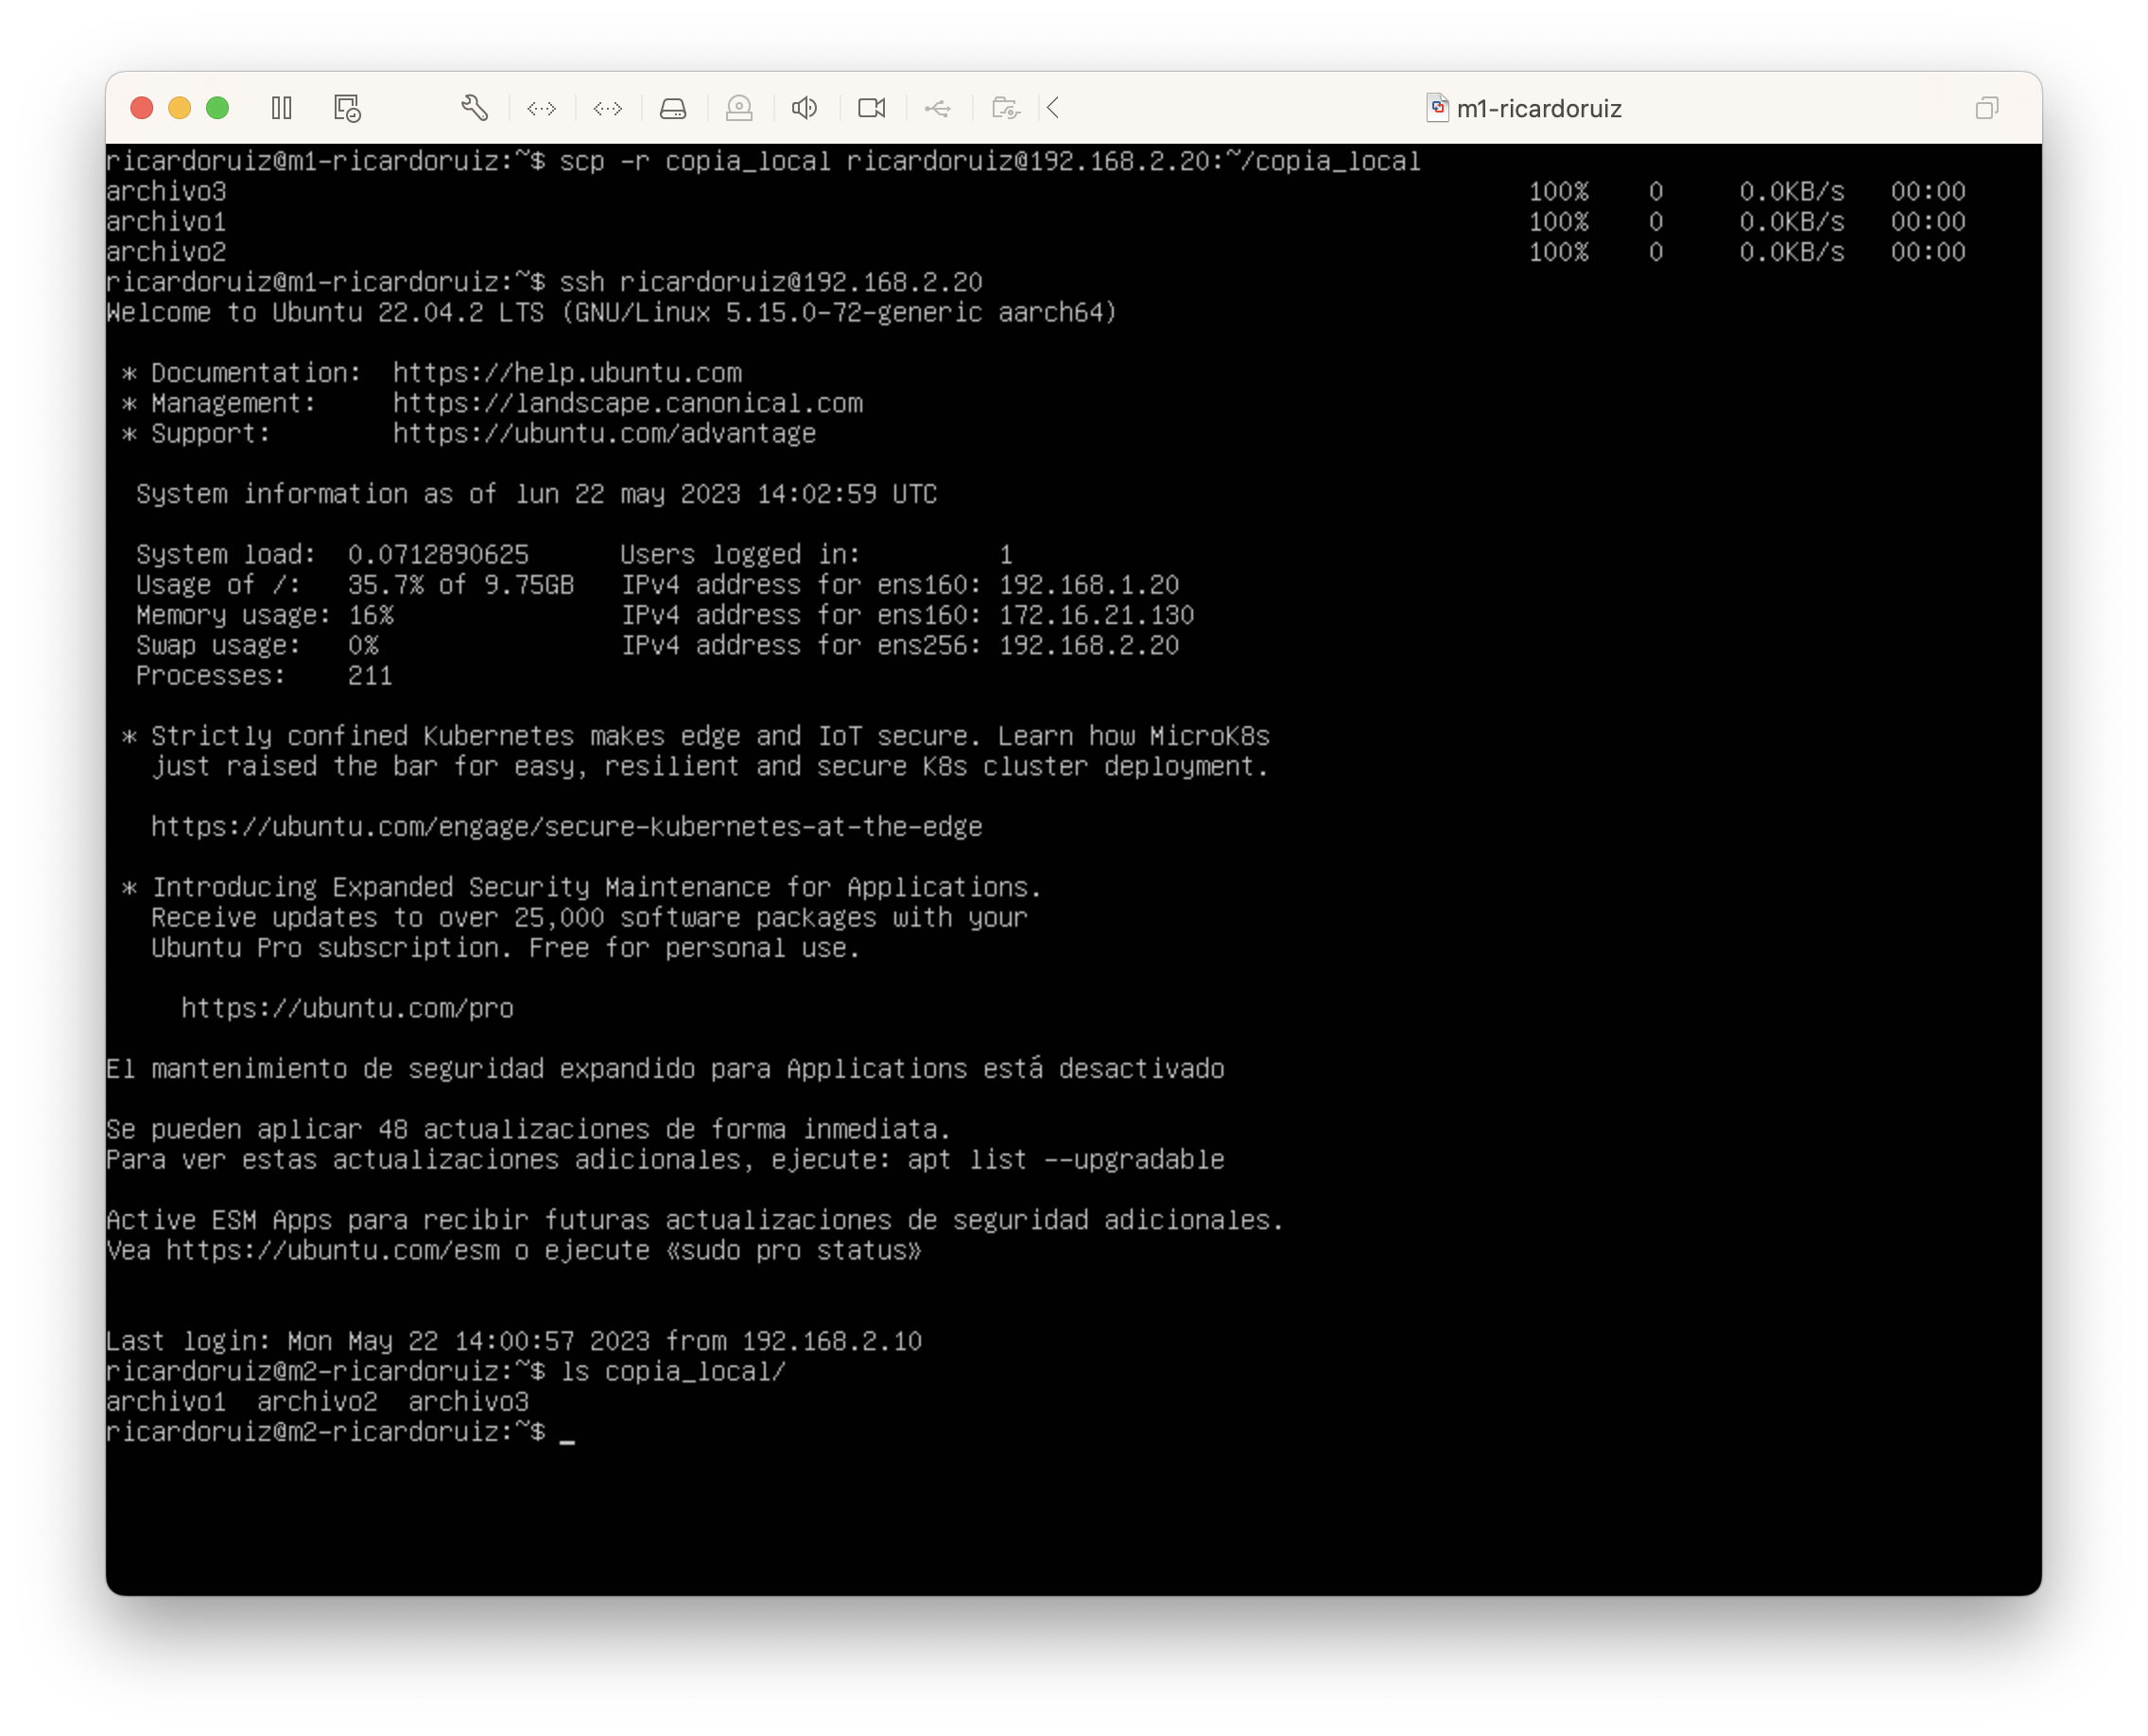 m1-ricardoruiz
ricardoruiz@m1-ricardoruiz:~$ scp -r copia_local ricardoruiz@192.168.2.20:~/copia_local
archivo3 100% 0 0.0KB/s 00:00
archivo1 100% 0 0.0KB/s 00:00
archivo2 100% 0 0.0KB/s 00:00
ricardoruiz@m1-ricardoruiz:~$ ssh ricardoruiz@192.168.2.20
Welcome to Ubuntu 22.04.2 LTS (GNU/Linux 5.15.0-72-generic aarch64)
* Documentation: https://help.ubuntu.com
* Management: https://landscape.canonical.com
* Support: https://ubuntu.com/advantage
System information as of lun 22 may 2023 14:02:59 UTC
System load: 0.0712890625 Users logged in: 1
Usage of /: 35.7% of 9.75GB IPv4 address for ens160: 192.168.1.20
Memory usage: 16% IPv4 address for ens160: 172.16.21.130
Swap usage: 0% IPv4 address for ens256: 192.168.2.20
Processes: 211
* Strictly confined Kubernetes makes edge and IoT secure. Learn how MicroK8s
just raised the bar for easy, resilient and secure K8s cluster deployment.
https://ubuntu.com/engage/secure-kubernetes-at-the-edge
* Introducing Expanded Security Maintenance for Applications.
Receive updates to over 25,000 software packages with your
Ubuntu Pro subscription. Free for personal use.
https://ubuntu.com/pro
El mantenimiento de seguridad expandido para Applications está desactivado
Se pueden aplicar 48 actualizaciones de forma inmediata.
Para ver estas actualizaciones adicionales, ejecute: apt list --upgradable
Active ESM Apps para recibir futuras actualizaciones de seguridad adicionales.
Vea https://ubuntu.com/esm o ejecute «sudo pro status»
Last login: Mon May 22 14:00:57 2023 from 192.168.2.10
ricardoruiz@m2-ricardoruiz:~$ ls copia_local/
archivo1 archivo2 archivo3
ricardoruiz@m2-ricardoruiz:~$ _